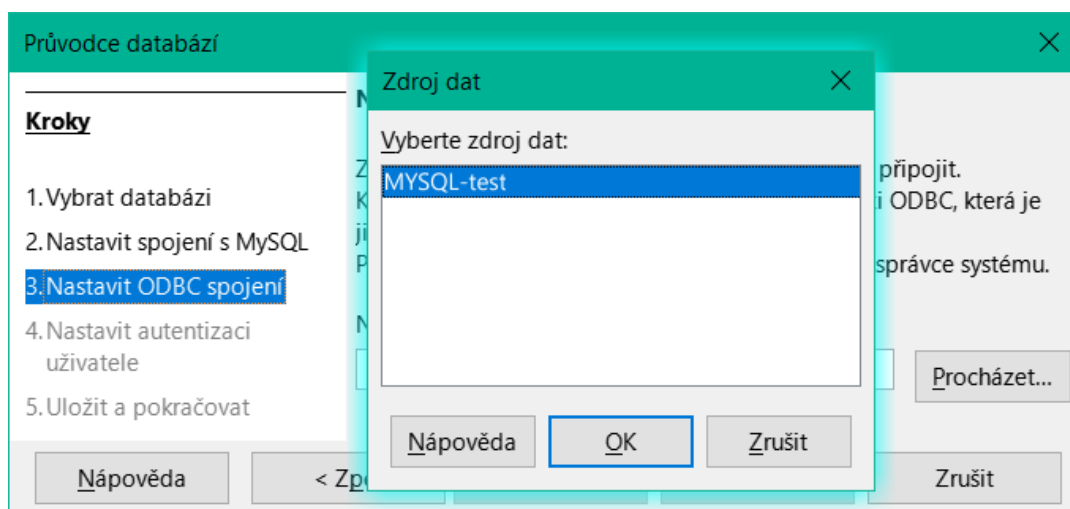 Průvodce databází
Kroky
1. Vybrat databázi
2. Nastavit spojení s MySQL
3. Nastavit ODBC spojení
4. Nastavit autentizaci
uživatele
5. Uložit a pokračovat
připojit.
ODBC, která je
správce systému.
Procházet...
Nápověda
Zrušit
Zdroj dat
Vyberte zdroj dat:
MYSQL-test
Nápověda
OK
Zrušit